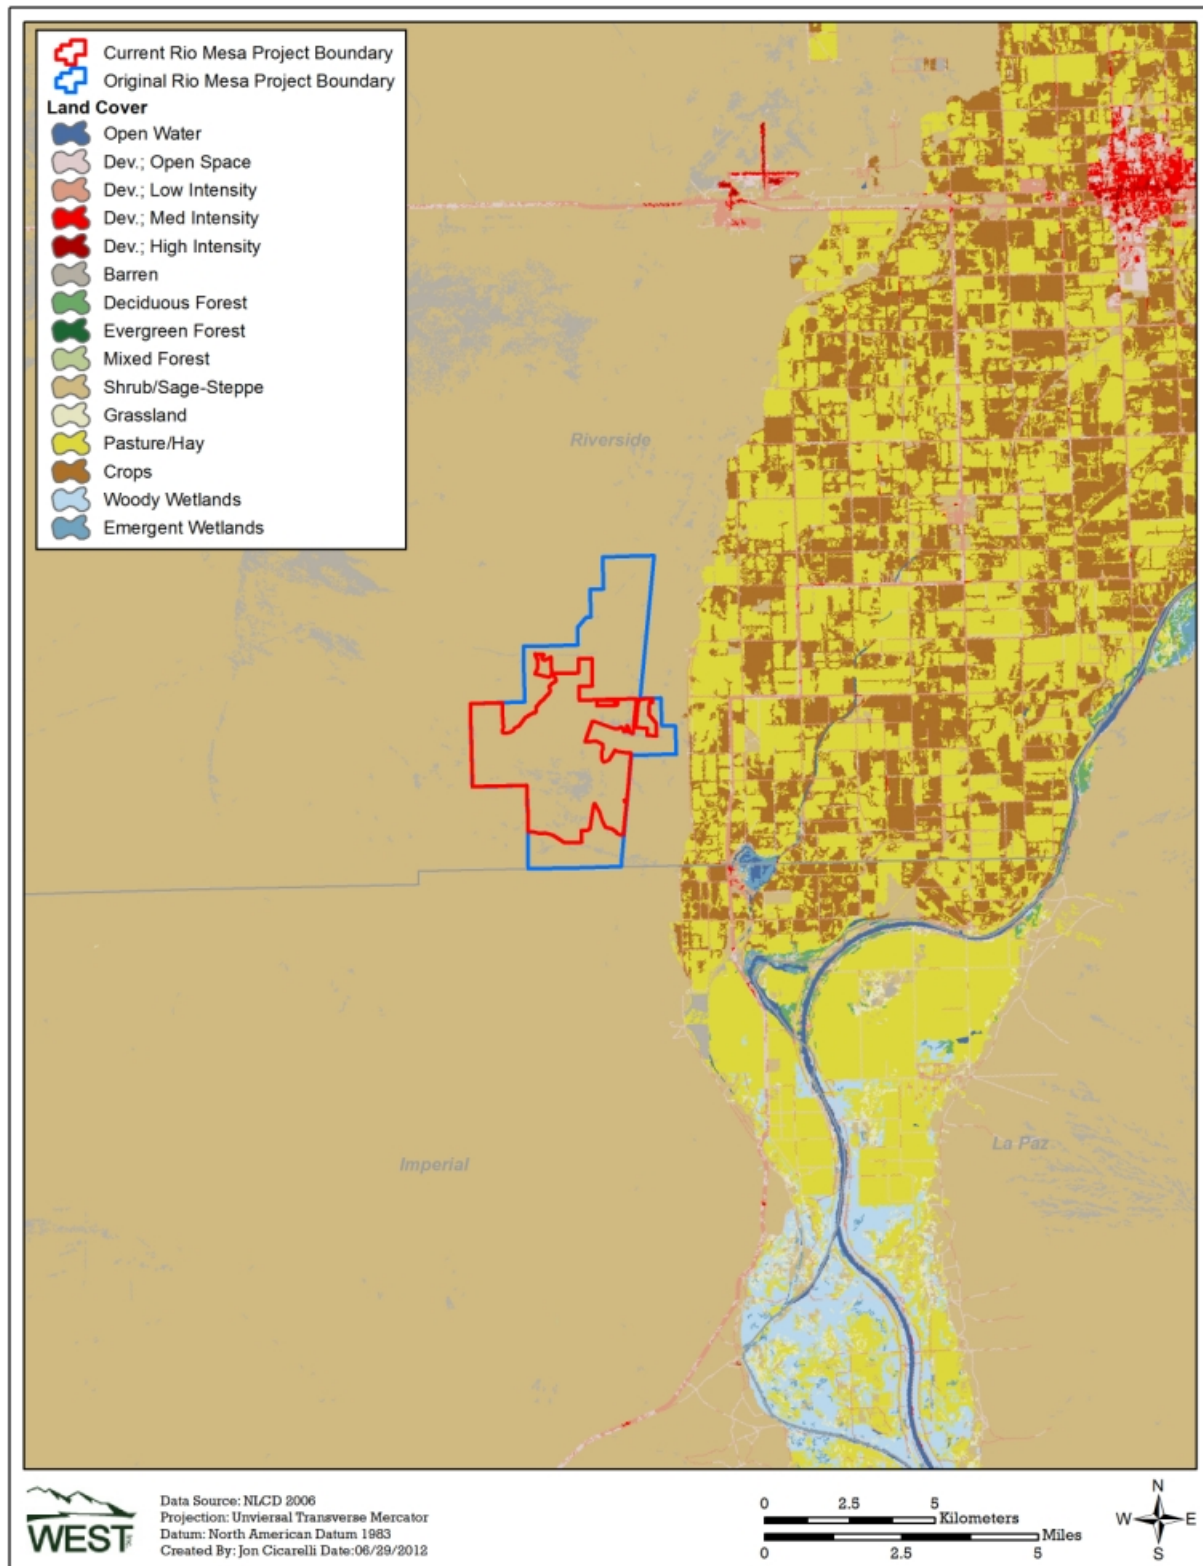 Current Rio Mesa Project Boundary
Original Rio Mesa Project Boundary
Land Cover
Open Water
Dev.; Open Space
Dev.; Low Intensity
Dev.; Med Intensity
Dev.; High Intensity
Barren
Deciduous Forest
Evergreen Forest
Mixed Forest
Shrub/Sage-Steppe
Grassland
Pasture/Hay
Crops
Woody Wetlands
Emergent Wetlands
Riverside
Imperial
La Paz
WEST
Data Source: NLCD 2006
Projection: Unviersal Transverse Mercator
Datum: North American Datum 1983
Created By: Jon Cicarelli Date:06/29/2012
0 2.5 5
Kilometers
Miles
0 2.5 5
N
W E
S